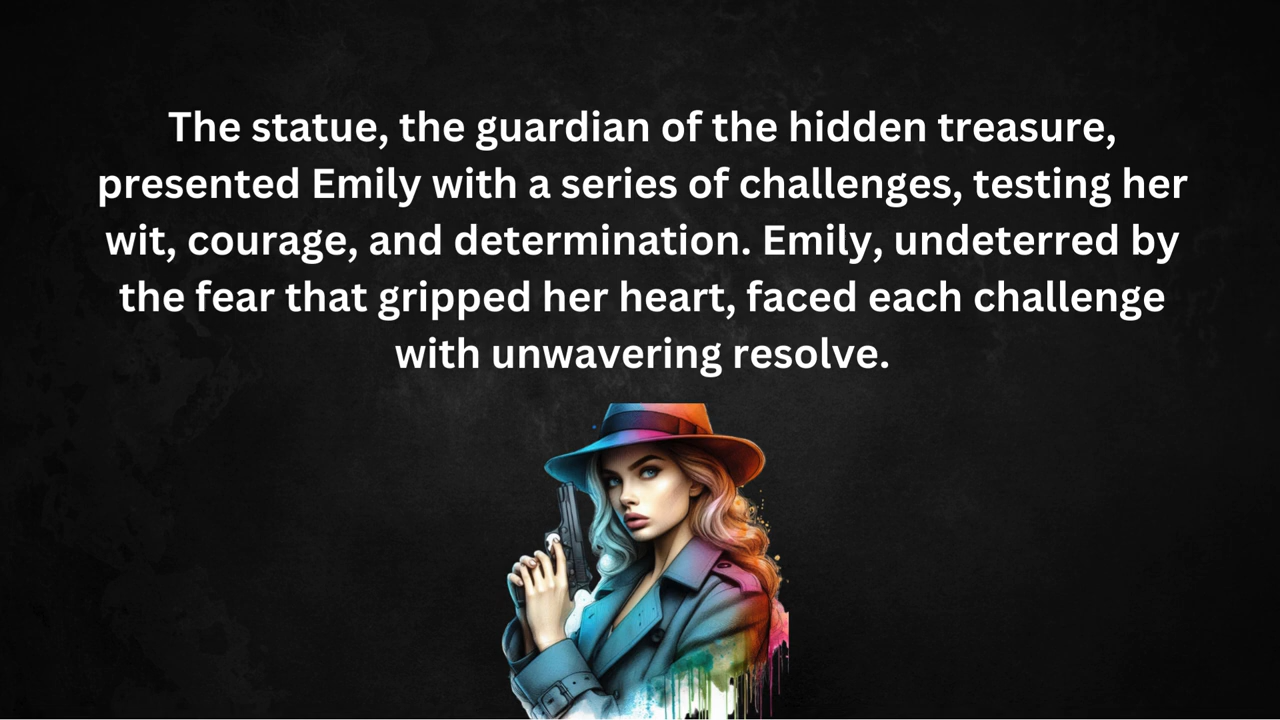 The statue, the guardian of the hidden treasure,
presented Emily with a series of challenges, testing her
wit, courage, and determination. Emily, undeterred by
the fear that gripped her heart, faced each challenge
with unwavering resolve.